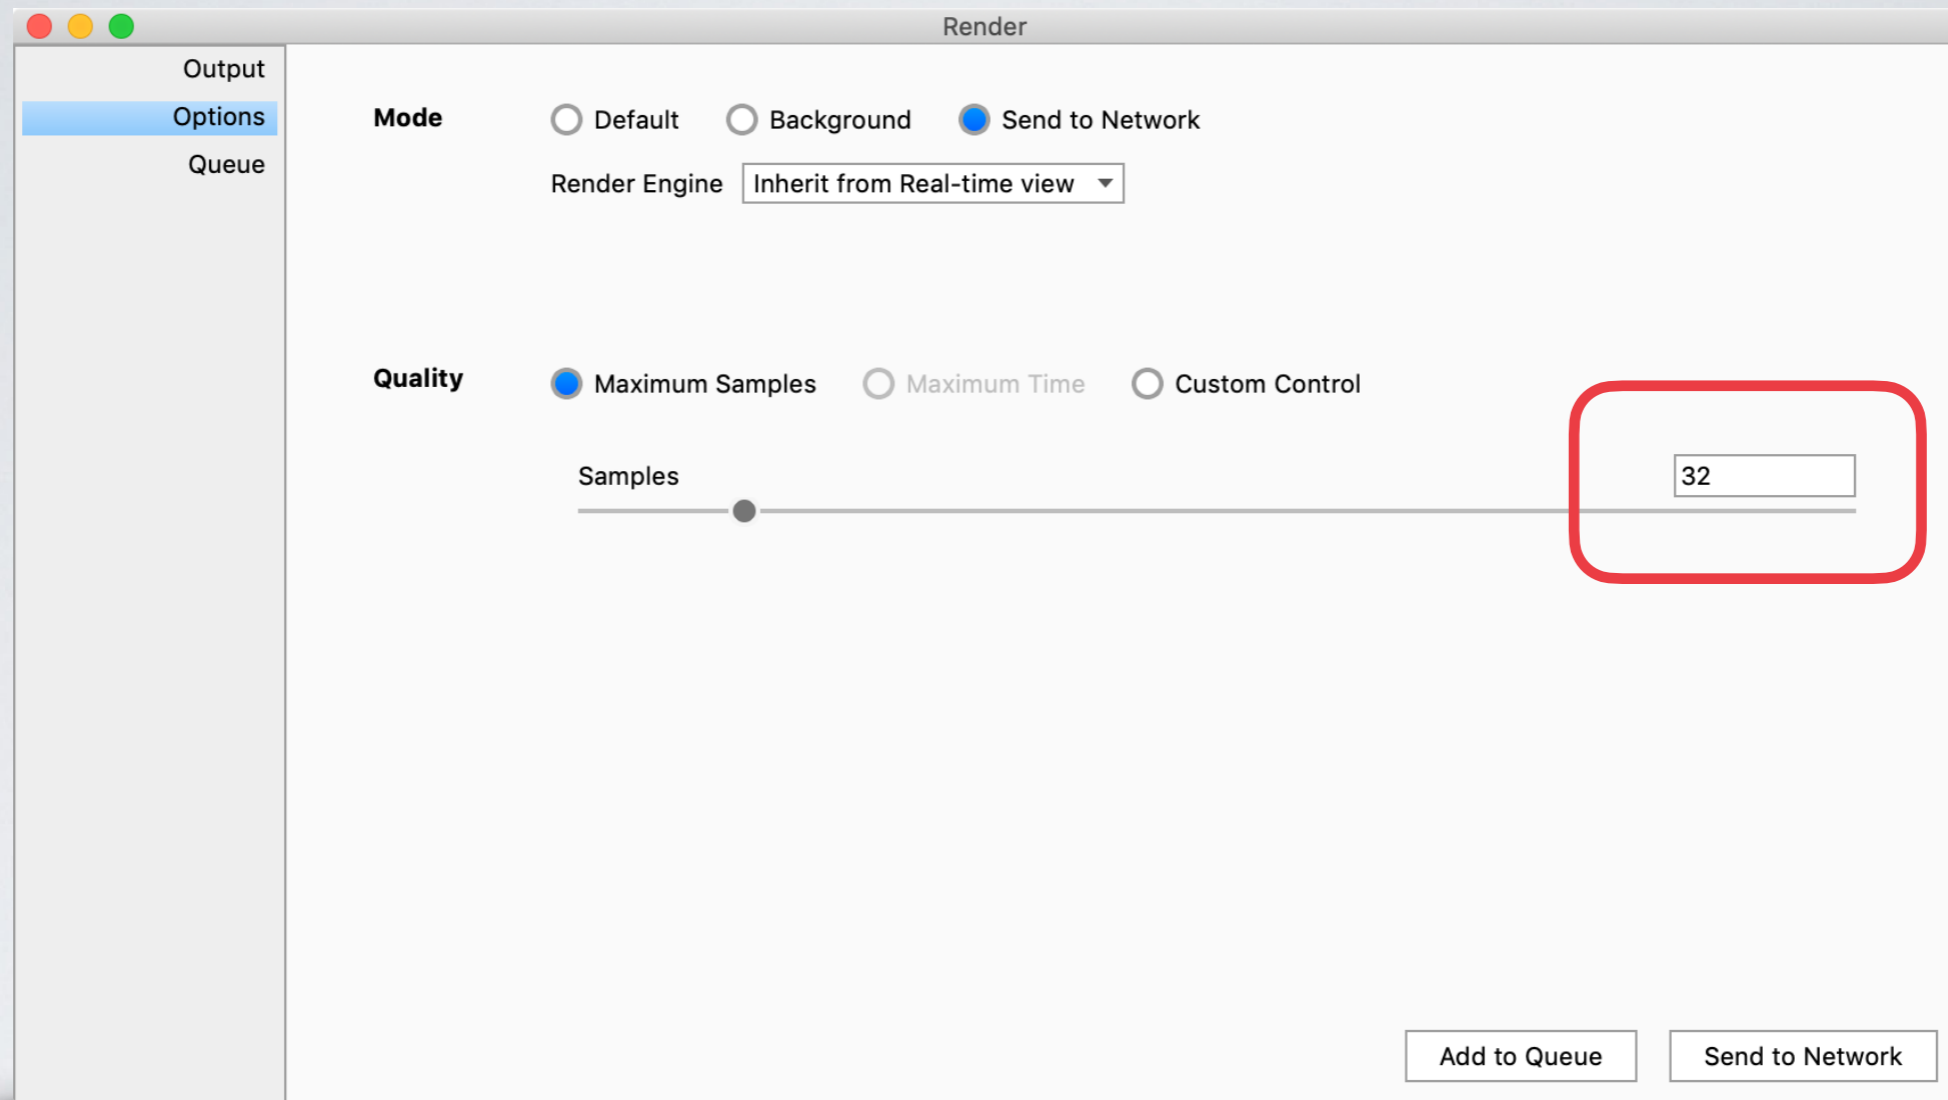 Render
Output
Options
Queue
Mode
Default Background Send to Network
Render Engine Inherit from Real-time view
Quality
Maximum Samples Maximum Time Custom Control
Samples 32
Add to Queue Send to Network